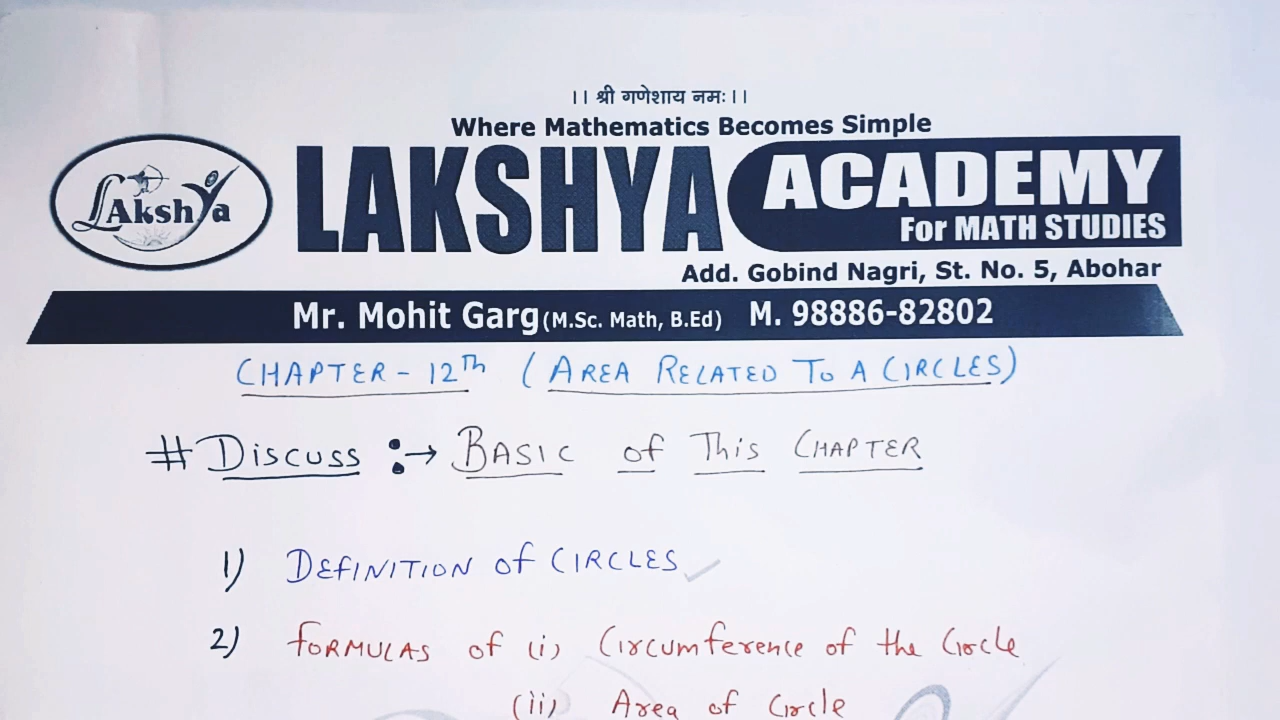 ।। श्री गणेशाय नमः ।।
Where Mathematics Becomes Simple
Lakshya
LAKSHYA ACADEMY
For MATH STUDIES
Add. Gobind Nagri, St. No. 5, Abohar
Mr. Mohit Garg (M.Sc. Math, B.Ed) M. 98886-82802
CHAPTER - 12th (AREA RELATED TO A CIRCLES)
# DISCUSS :→ BASIC of This CHAPTER
1) DEFINITION of CIRCLES
2) FORMULAS of (i) Circumference of the Circle
(ii) Area of Circle